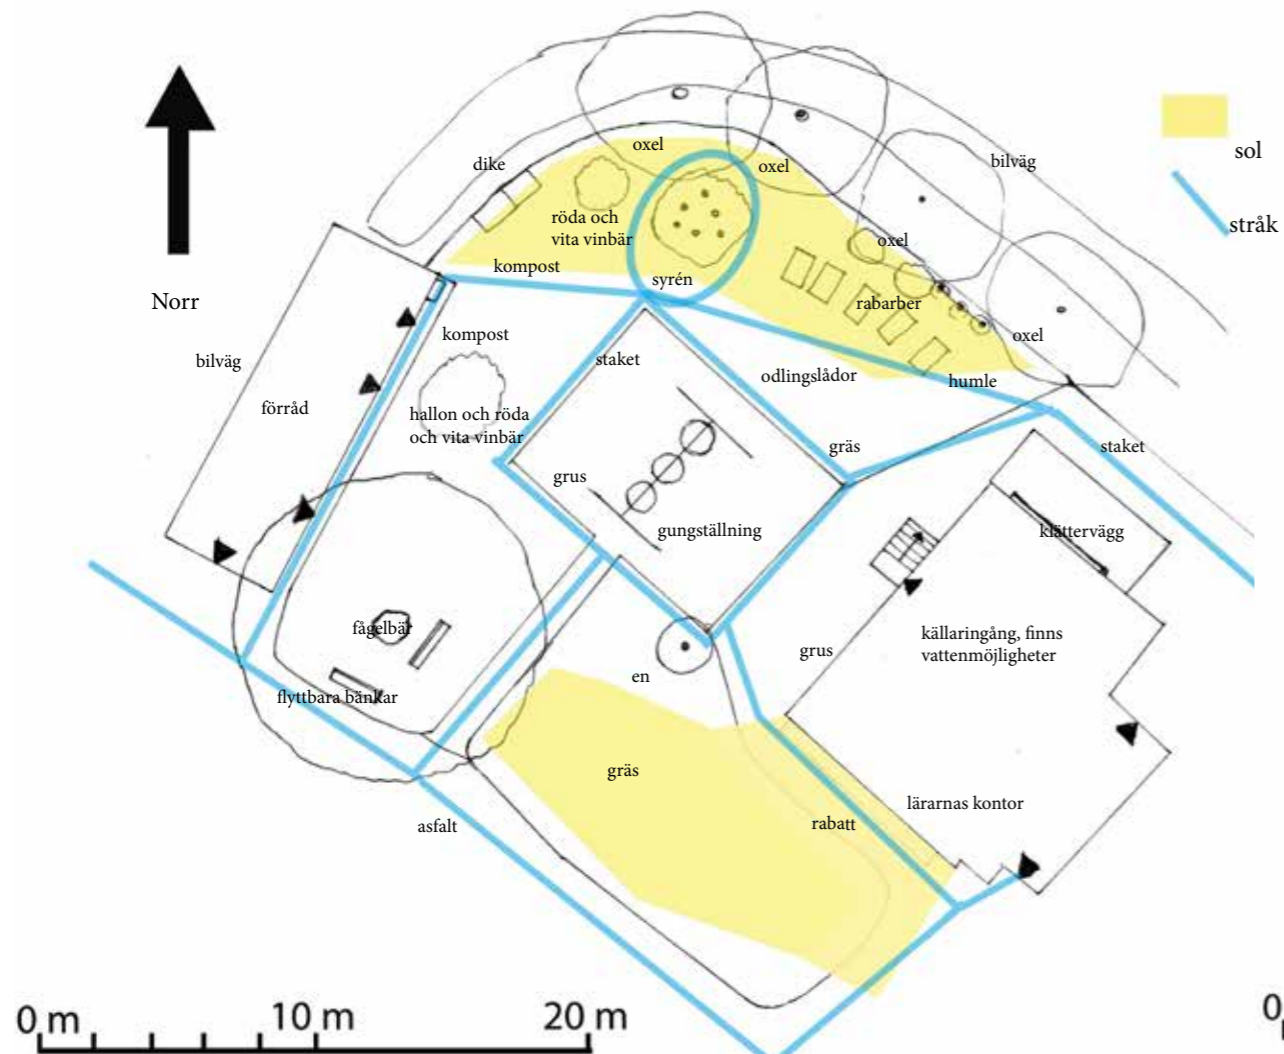 oxel
oxel
dike
bilväg
sol
röda och
vita vinbär
stråk
oxel
kompost
syrén
Norr
rabarber
kompost
oxel
bilväg
staket
odlingslådor
humle
förråd
hallon och röda
och vita vinbär
gräs
staket
grus
gungställning
klättervägg
fågelbär
källaringång, finns
vattenmöjligheter
grus
en
flyttbara bänkar
gräs
lärarnas kontor
asfalt
rabatt
0 m
10 m
20 m
0